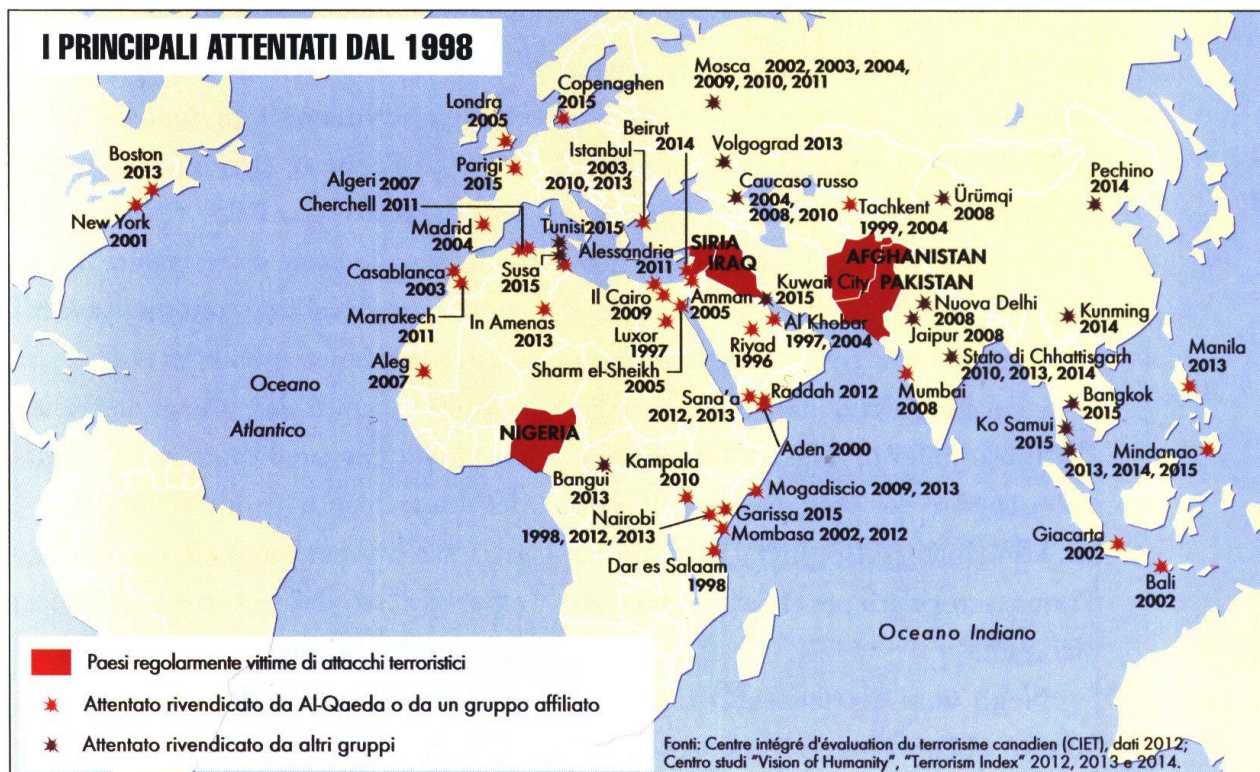 I PRINCIPALI ATTENTATI DAL 1998
Mosca 2002, 2003, 2004,
2009, 2010, 2011
Copenaghen
2015
Londra
2005
Beirut
2014
Istanbul
2003,
2010, 2013
Volgograd 2013
Boston
2013
Parigi
2015
Pechino
2014
Algeri 2007
Cherchell 2011
Caucaso russo
2004,
2008, 2010
Ürümqi
2008
Tachkent
1999, 2004
New York
2001
Madrid
2004
Tunisi 2015
SIRIA
IRAQ
AFGHANISTAN
PAKISTAN
Alessandria
2011
Casablanca
2003
Susa
2015
Kuwait City
2015
Il Cairo
2009
Amman
2005
Nuova Delhi
2008
Marrakech
2011
In Amenas
2013
Luxor
1997
Al Khobar
1997, 2004
Jaipur 2008
Kunming
2014
Riyad
1996
Aleg
2007
Sharm el-Sheikh
2005
Stato di Chhattisgarh
2010, 2013, 2014
Manila
2013
Oceano
Atlantico
Sana'a
2012, 2013
Raddah 2012
Mumbai
2008
Bangkok
2015
Ko Samui
2015
NIGERIA
Aden 2000
Mindanao
2013, 2014, 2015
Bangui
2013
Kampala
2010
Mogadiscio 2009, 2013
Nairobi
1998, 2012, 2013
Garissa 2015
Mombasa 2002, 2012
Giacarta
2002
Dar es Salaam
1998
Bali
2002
Oceano Indiano
Paesi regolarmente vittime di attacchi terroristici
Attentato rivendicato da Al-Qaeda o da un gruppo affiliato
Attentato rivendicato da altri gruppi
Fonti: Centre intégré d'évaluation du terrorisme canadien (CIET), dati 2012;
Centro studi "Vision of Humanity", "Terrorism Index" 2012, 2013 e 2014.